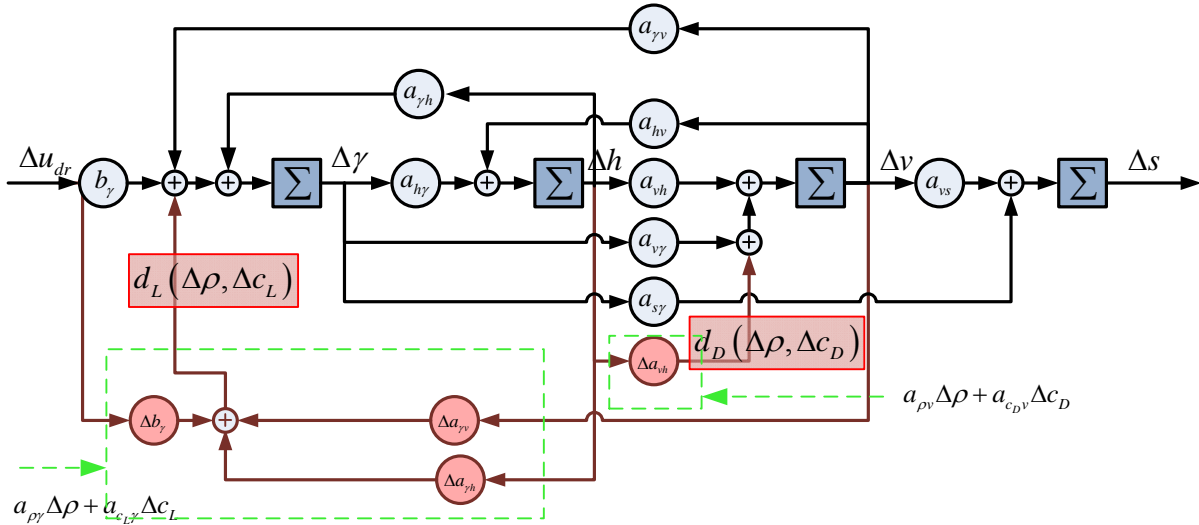 a_{γv}
a_{γh}
a_{hv}
Δu_{dr}
b_γ
Σ
Δγ
a_{hγ}
Σ
Δh
a_{vh}
Σ
Δv
a_{vs}
Σ
Δs
a_{vγ}
d_L(Δρ, Δc_L)
a_{sγ}
d_D(Δρ, Δc_D)
Δa_{vh}
a_{ρv}Δρ + a_{c_Dv}Δc_D
Δb_γ
Δa_{γv}
Δa_{γh}
a_{ργ}Δρ + a_{c_Lγ}Δc_L